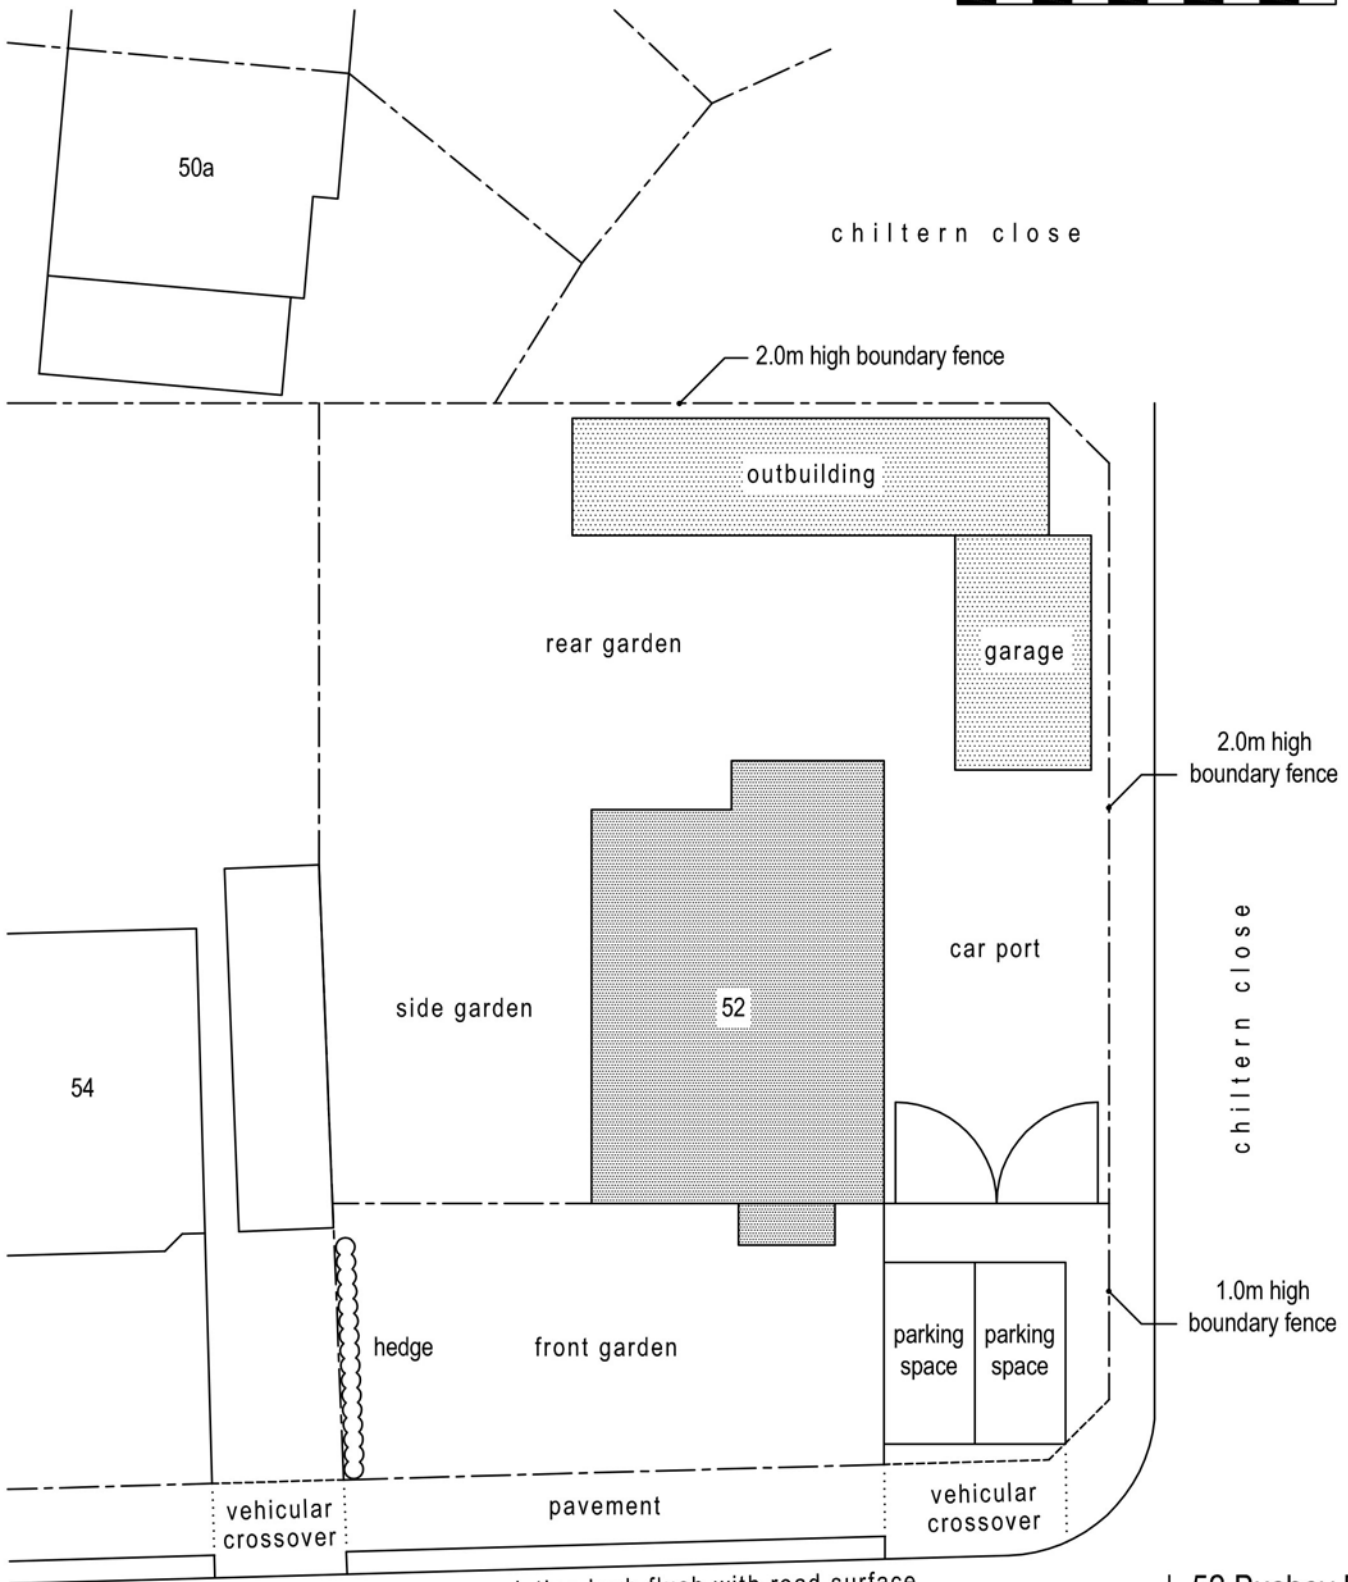 50a
chiltern close
2.0m high boundary fence
outbuilding
rear garden
garage
2.0m high
boundary fence
car port
chiltern close
side garden
52
54
1.0m high
boundary fence
parking
space
parking
space
hedge
front garden
vehicular
crossover
pavement
vehicular
crossover
flush with road surface
52